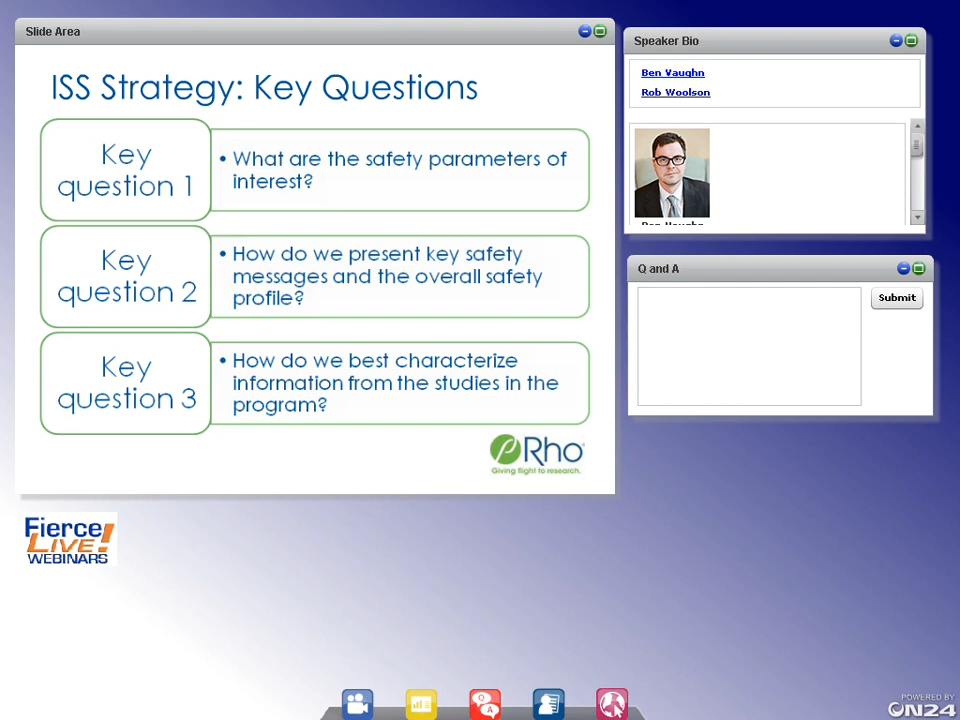 Slide Area
ISS Strategy: Key Questions
Key
question 1
• What are the safety parameters of
interest?
Key
question 2
• How do we present key safety
messages and the overall safety
profile?
Key
question 3
• How do we best characterize
information from the studies in the
program?
Rho
Giving flight to research.
Speaker Bio
Ben Vaughn
Rob Woolson
Ben Vaughn
Q and A
Submit
Fierce
LIVE!
WEBINARS
Q
A
POWERED BY
ON24